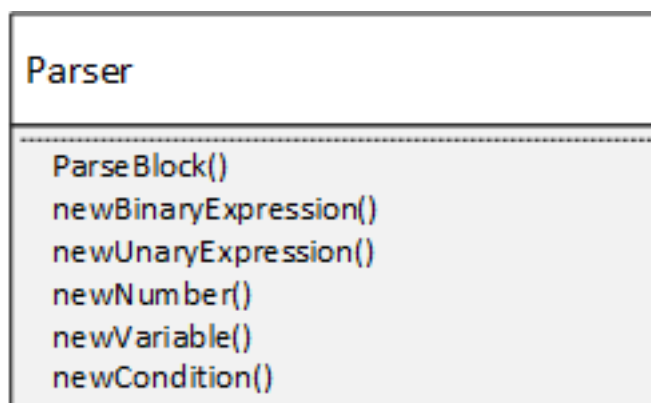 Parser
ParseBlock()
newBinaryExpression()
newUnaryExpression()
newNumber()
newVariable()
newCondition()